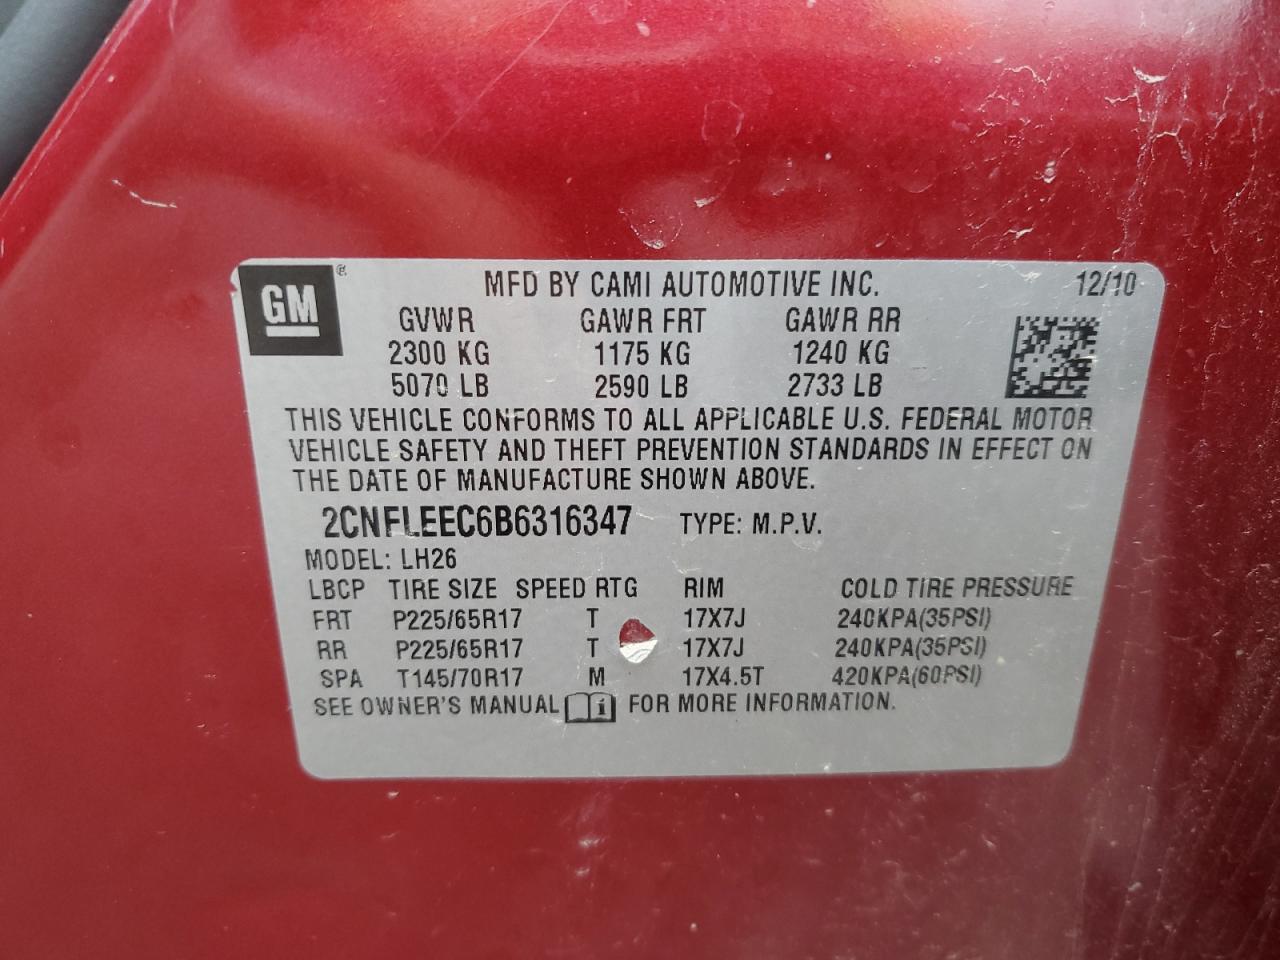 GM®
MFD BY CAMI AUTOMOTIVE INC. 12/10
GVWR GAWR FRT GAWR RR
2300 KG 1175 KG 1240 KG
5070 LB 2590 LB 2733 LB
THIS VEHICLE CONFORMS TO ALL APPLICABLE U.S. FEDERAL MOTOR
VEHICLE SAFETY AND THEFT PREVENTION STANDARDS IN EFFECT ON
THE DATE OF MANUFACTURE SHOWN ABOVE.
2CNFLEEC6B6316347 TYPE: M.P.V.
MODEL: LH26
LBCP TIRE SIZE SPEED RTG RIM COLD TIRE PRESSURE
FRT P225/65R17 T 17X7J 240KPA(35PSI)
RR P225/65R17 T 17X7J 240KPA(35PSI)
SPA T145/70R17 M 17X4.5T 420KPA(60PSI)
SEE OWNER'S MANUAL i FOR MORE INFORMATION.